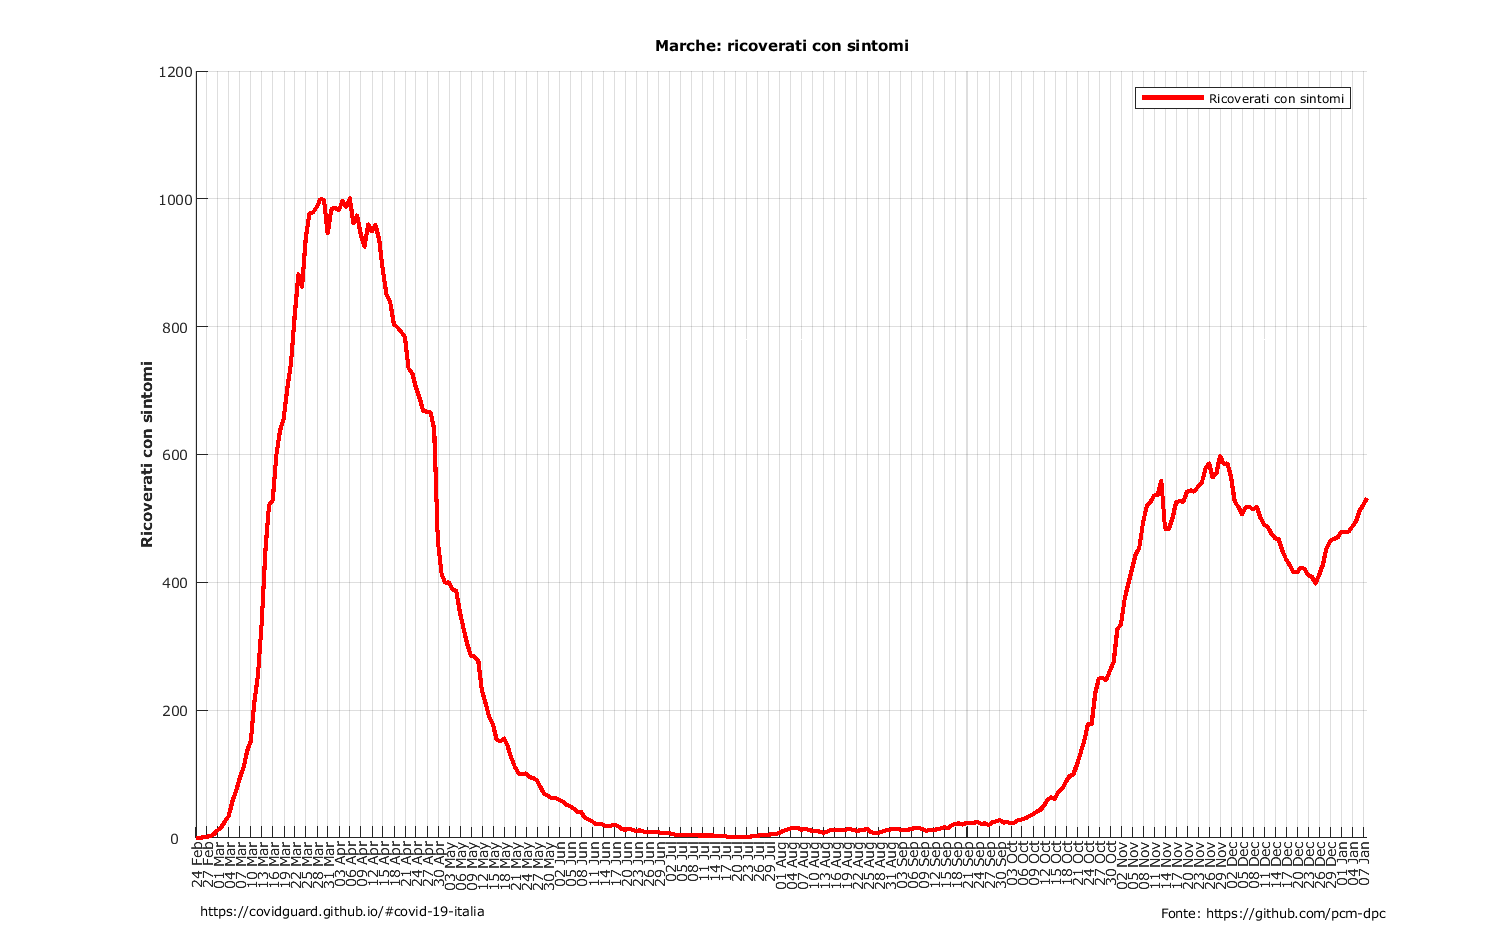 Marche: ricoverati con sintomi
1200
1000
800
600
400
200
0
Ricoverati con sintomi
Ricoverati con sintomi
24 Feb
27 Feb
01 Mar
04 Mar
07 Mar
10 Mar
13 Mar
16 Mar
19 Mar
22 Mar
25 Mar
28 Mar
31 Mar
03 Apr
06 Apr
09 Apr
12 Apr
15 Apr
18 Apr
21 Apr
24 Apr
27 Apr
30 Apr
03 May
06 May
09 May
12 May
15 May
18 May
21 May
24 May
27 May
30 May
02 Jun
05 Jun
08 Jun
11 Jun
14 Jun
17 Jun
20 Jun
23 Jun
26 Jun
29 Jun
02 Jul
05 Jul
08 Jul
11 Jul
14 Jul
17 Jul
20 Jul
23 Jul
26 Jul
29 Jul
01 Aug
04 Aug
07 Aug
10 Aug
13 Aug
16 Aug
19 Aug
22 Aug
25 Aug
28 Aug
31 Aug
03 Sep
06 Sep
09 Sep
12 Sep
15 Sep
18 Sep
21 Sep
24 Sep
27 Sep
30 Sep
03 Oct
06 Oct
09 Oct
12 Oct
15 Oct
18 Oct
21 Oct
24 Oct
27 Oct
30 Oct
02 Nov
05 Nov
08 Nov
11 Nov
14 Nov
17 Nov
20 Nov
23 Nov
26 Nov
29 Nov
02 Dec
05 Dec
08 Dec
11 Dec
14 Dec
17 Dec
20 Dec
23 Dec
26 Dec
29 Dec
01 Jan
04 Jan
07 Jan
https://covidguard.github.io/#covid-19-italia
Fonte: https://github.com/pcm-dpc